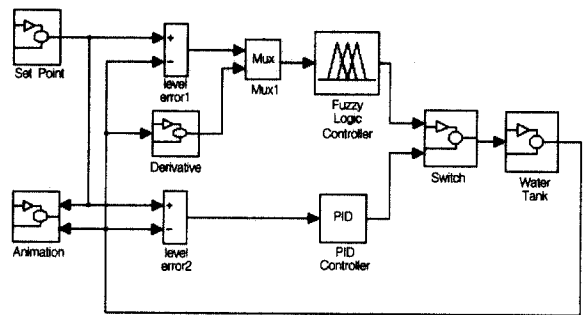 Set Point
+
−
level
error1
Mux
Mux1
Fuzzy
Logic
Controller
Derivative
Switch
Water
Tank
Animation
+
−
level
error2
PID
PID
Controller